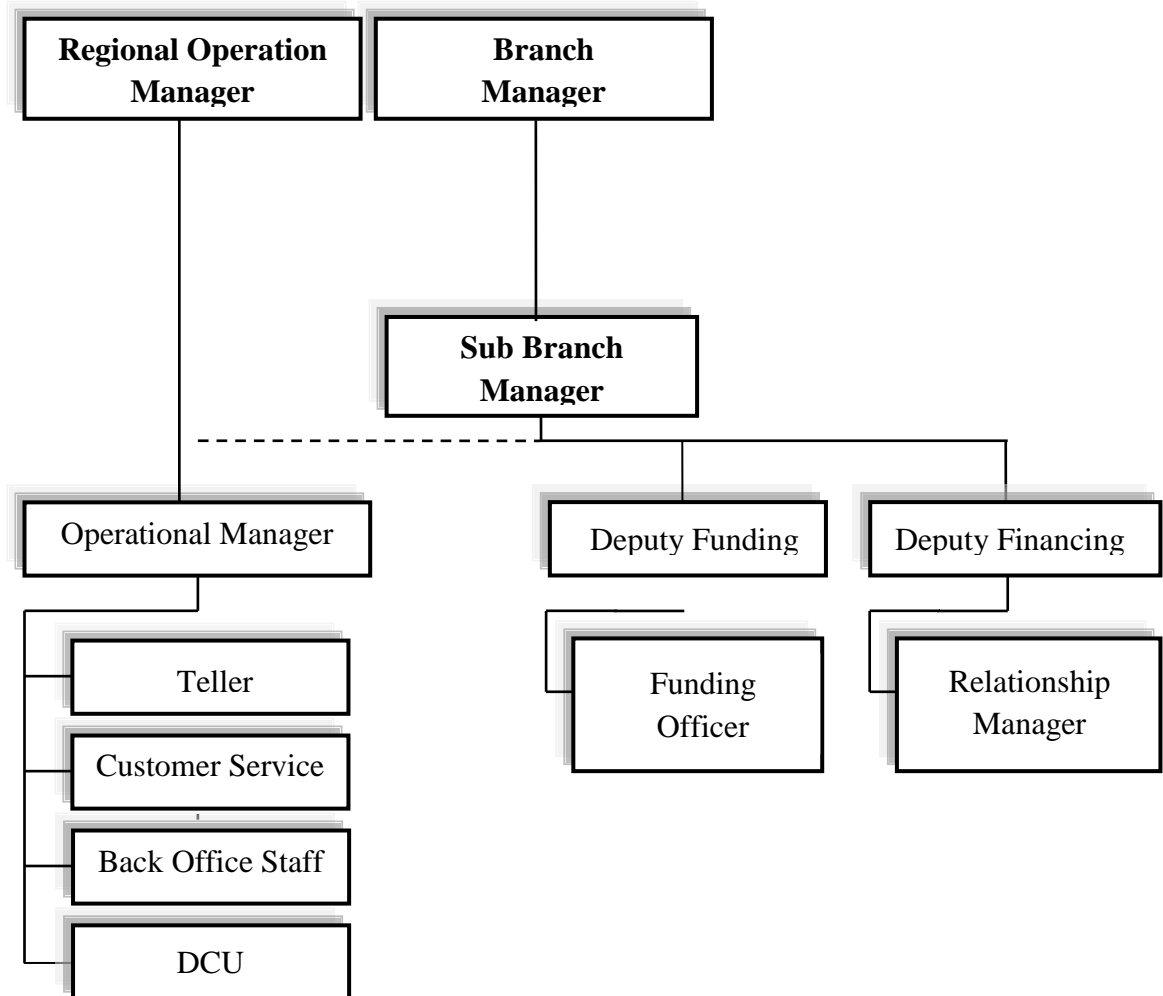 Regional Operation
Manager
Branch
Manager
Sub Branch
Manager
Operational Manager
Deputy Funding
Deputy Financing
Teller
Customer Service
Back Office Staff
DCU
Funding
Officer
Relationship
Manager